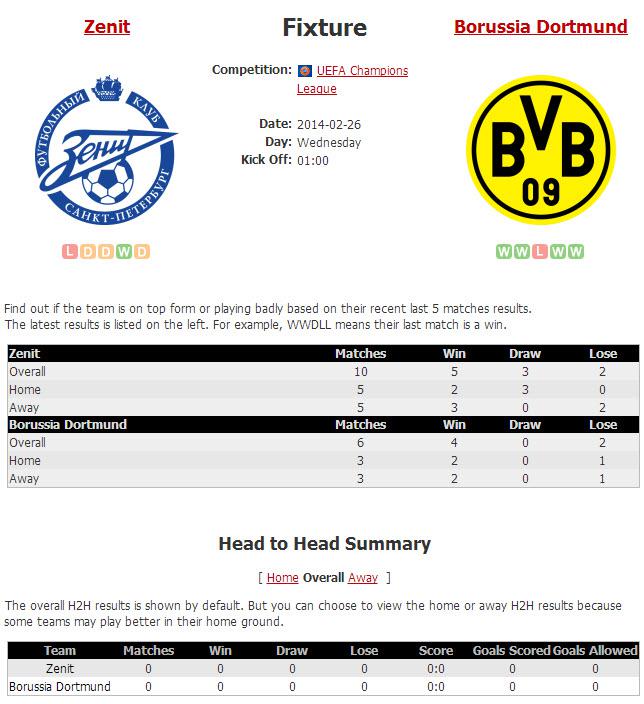 Zenit
Fixture
Borussia Dortmund
Competition: UEFA Champions
League
Date: 2014-02-26
Day: Wednesday
Kick Off: 01:00
ФУТБОЛЬНЫЙ КЛУБ
Зенит
САНКТ-ПЕТЕРБУРГ
BVB
09
L D D W D
W W L W W
Find out if the team is on top form or playing badly based on their recent last 5 matches results.
The latest results is listed on the left. For example, WWDLL means their last match is a win.
Zenit Matches Win Draw Lose
Overall 10 5 3 2
Home 5 2 3 0
Away 5 3 0 2
Borussia Dortmund Matches Win Draw Lose
Overall 6 4 0 2
Home 3 2 0 1
Away 3 2 0 1
Head to Head Summary
[ Home Overall Away ]
The overall H2H results is shown by default. But you can choose to view the home or away H2H results because
some teams may play better in their home ground.
Team Matches Win Draw Lose Score Goals Scored Goals Allowed
Zenit 0 0 0 0 0:0 0 0
Borussia Dortmund 0 0 0 0 0:0 0 0